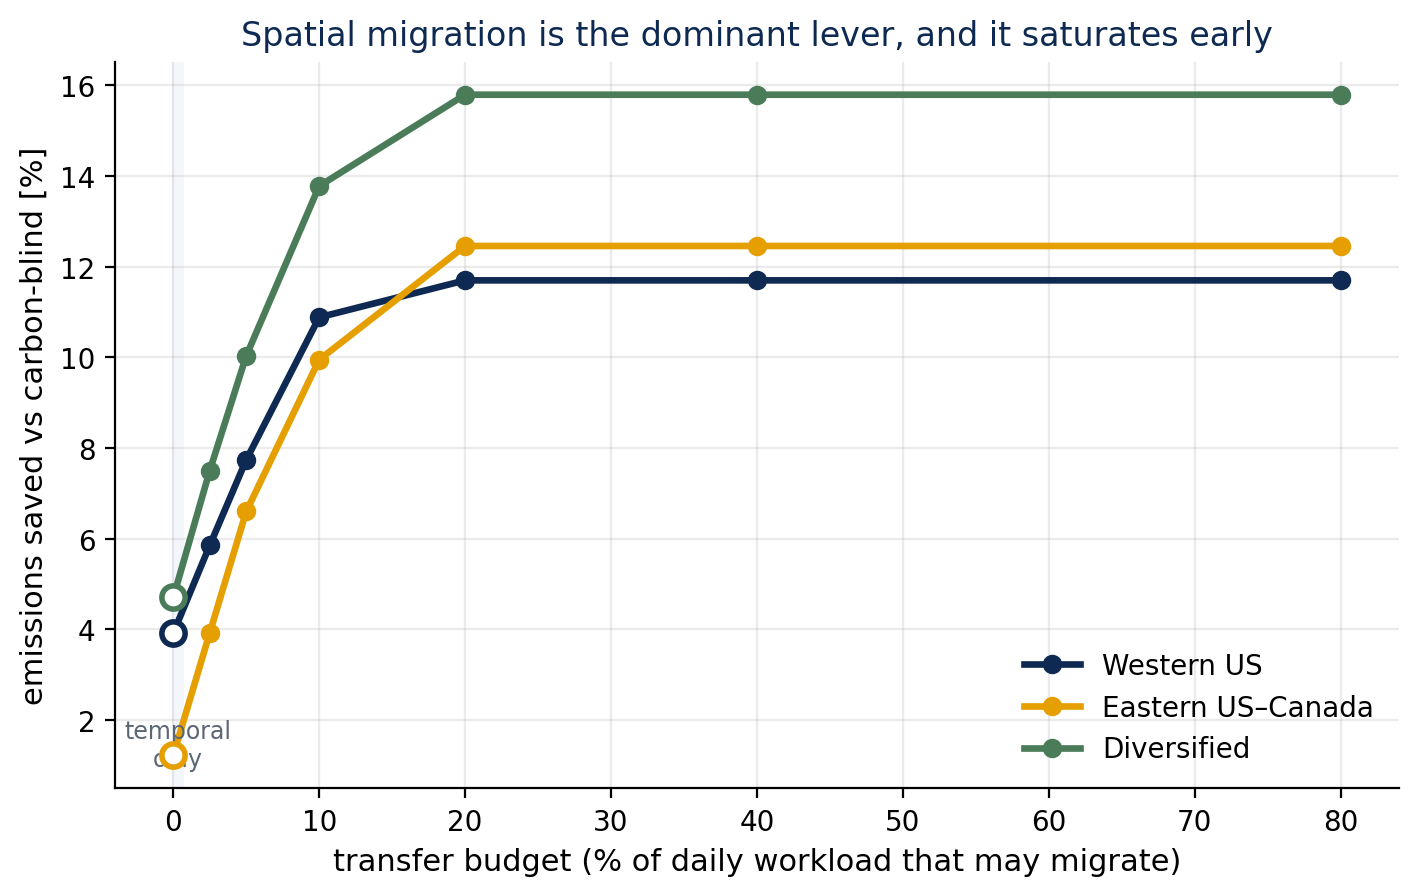 Spatial migration is the dominant lever, and it saturates early
emissions saved vs carbon-blind [%]
16
14
12
10
8
6
4
2
temporal
only
Western US
Eastern US–Canada
Diversified
0 10 20 30 40 50 60 70 80
transfer budget (% of daily workload that may migrate)